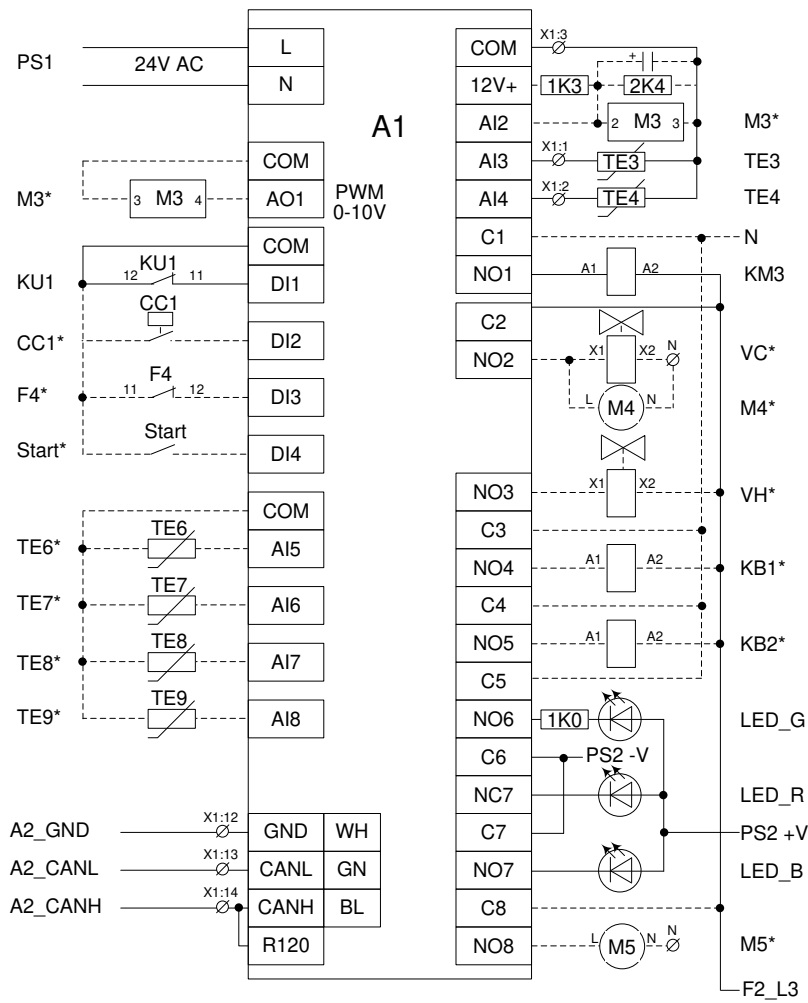 PS1 24V AC L
N
A1
COM
M3* 3 M3 4 AO1 PWM
0-10V
COM
KU1 12 KU1 11 DI1
CC1
CC1* DI2
F4* 11 F4 12 DI3
Start* Start DI4
COM
TE6* TE6 AI5
TE7* TE7 AI6
TE8* TE8 AI7
TE9* TE9 AI8
A2_GND X1:12 GND WH
A2_CANL X1:13 CANL GN
A2_CANH X1:14 CANH BL
R120
COM X1:3
+
12V+ 1K3 2K4
AI2 2 M3 3 M3*
AI3 X1:1 TE3 TE3
AI4 X1:2 TE4 TE4
C1 N
NO1 A1 A2 KM3
C2
NO2 X1 X2 N VC*
L M4 N M4*
NO3 X1 X2 VH*
C3
NO4 A1 A2 KB1*
C4
NO5 A1 A2 KB2*
C5
NO6 1K0 LED_G
C6 PS2 -V
NC7 LED_R
C7 PS2 +V
NO7 LED_B
C8
NO8 L M5 N N M5*
F2_L3